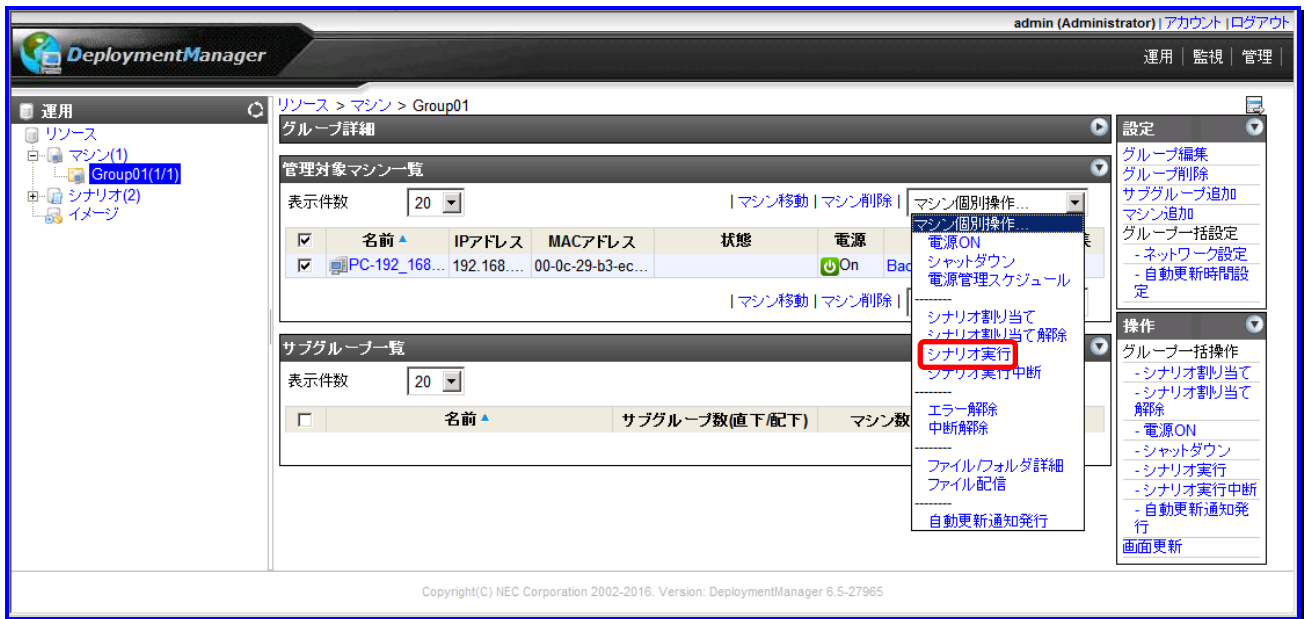 admin (Administrator) | アカウント | ログアウト
DeploymentManager
運用 | 監視 | 管理 |
運用
リソース
マシン(1)
Group01(1/1)
シナリオ(2)
イメージ
リソース > マシン > Group01
グループ詳細
管理対象マシン一覧
表示件数 20
| マシン移動 | マシン削除 | マシン個別操作...
名前 IPアドレス MACアドレス 状態 電源
PC-192_168... 192.168.... 00-0c-29-b3-ec... On Bac
| マシン移動 | マシン削除 |
マシン個別操作...
電源ON
シャットダウン
電源管理スケジュール
--------
シナリオ割り当て
シナリオ割り当て解除
シナリオ実行
シナリオ実行中断
--------
エラー解除
中断解除
--------
ファイル/フォルダ詳細
ファイル配信
--------
自動更新通知発行
サブグループ一覧
表示件数 20
名前 サブグループ数(直下/配下) マシン数
設定
グループ編集
グループ削除
サブグループ追加
マシン追加
グループ一括設定
- ネットワーク設定
- 自動更新時間設
定
操作
グループ一括操作
- シナリオ割り当て
- シナリオ割り当て
解除
- 電源ON
- シャットダウン
- シナリオ実行
- シナリオ実行中断
- 自動更新通知発
行
画面更新
Copyright(C) NEC Corporation 2002-2016. Version: DeploymentManager 6.5-27965